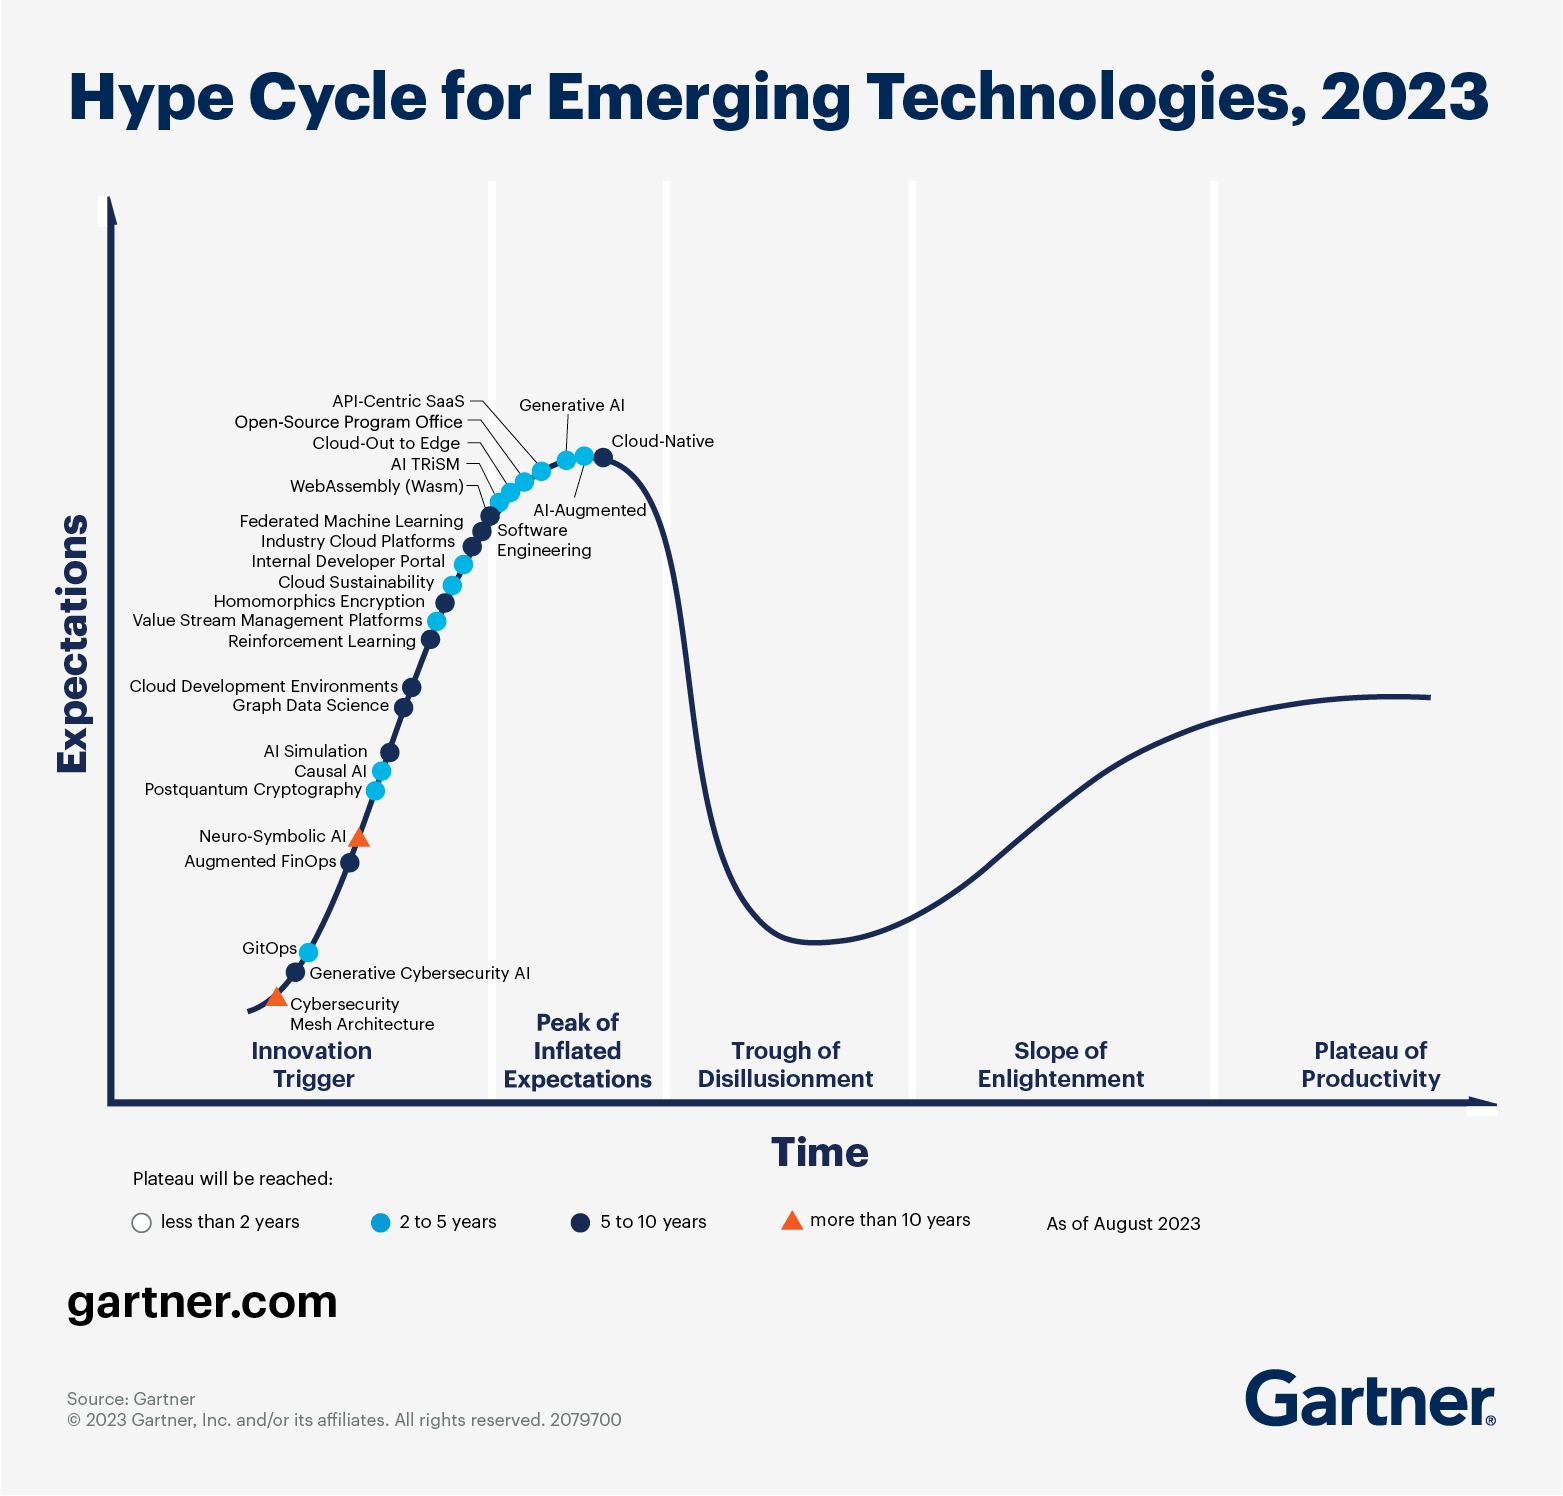 Hype Cycle for Emerging Technologies, 2023
Expectations
API-Centric SaaS
Generative AI
Open-Source Program Office
Cloud-Out to Edge
Cloud-Native
AI TRiSM
WebAssembly (Wasm)
AI-Augmented
Software
Engineering
Federated Machine Learning
Industry Cloud Platforms
Internal Developer Portal
Cloud Sustainability
Homomorphics Encryption
Value Stream Management Platforms
Reinforcement Learning
Cloud Development Environments
Graph Data Science
AI Simulation
Causal AI
Postquantum Cryptography
Neuro-Symbolic AI
Augmented FinOps
GitOps
Generative Cybersecurity AI
Cybersecurity
Mesh Architecture
Innovation
Trigger
Peak of
Inflated
Expectations
Trough of
Disillusionment
Slope of
Enlightenment
Plateau of
Productivity
Time
Plateau will be reached:
less than 2 years
2 to 5 years
5 to 10 years
more than 10 years
As of August 2023
gartner.com
Source: Gartner
© 2023 Gartner, Inc. and/or its affiliates. All rights reserved. 2079700
Gartner®